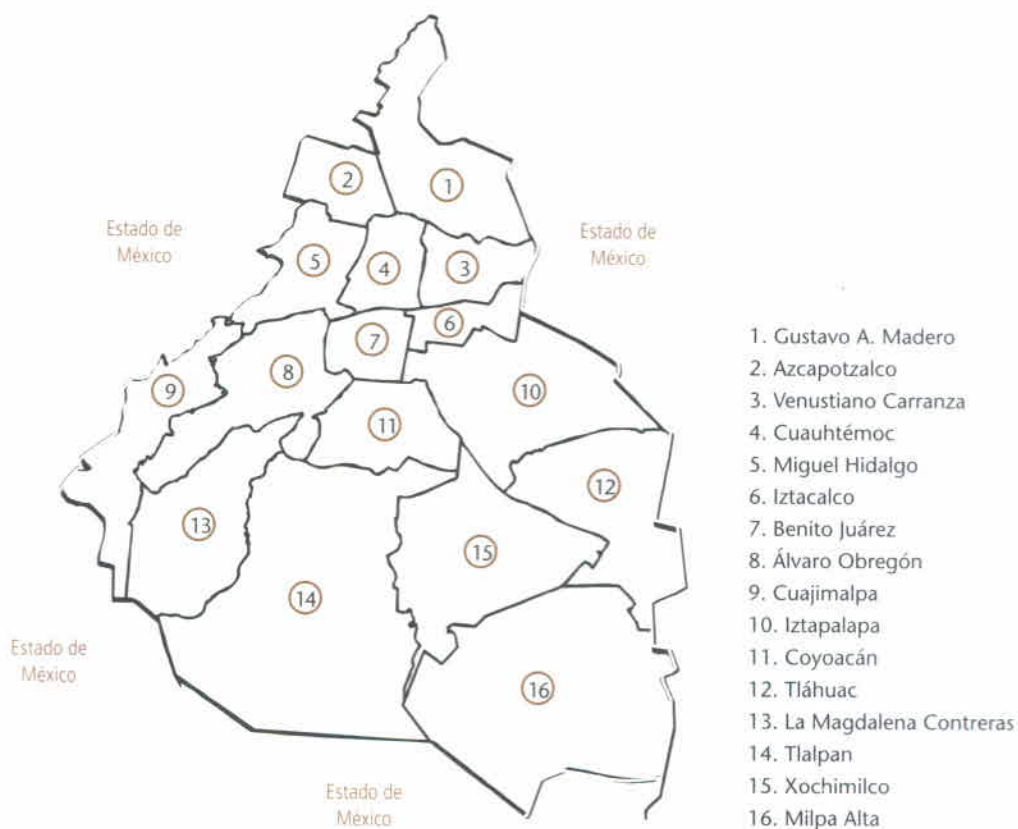 2
1
Estado de
México
Estado de
México
5
4
3
6
7
8
9
10
11
12
13
15
14
16
Estado de
México
Estado de
México
1. Gustavo A. Madero
2. Azcapotzalco
3. Venustiano Carranza
4. Cuauhtémoc
5. Miguel Hidalgo
6. Iztacalco
7. Benito Juárez
8. Álvaro Obregón
9. Cuajimalpa
10. Iztapalapa
11. Coyoacán
12. Tláhuac
13. La Magdalena Contreras
14. Tlalpan
15. Xochimilco
16. Milpa Alta